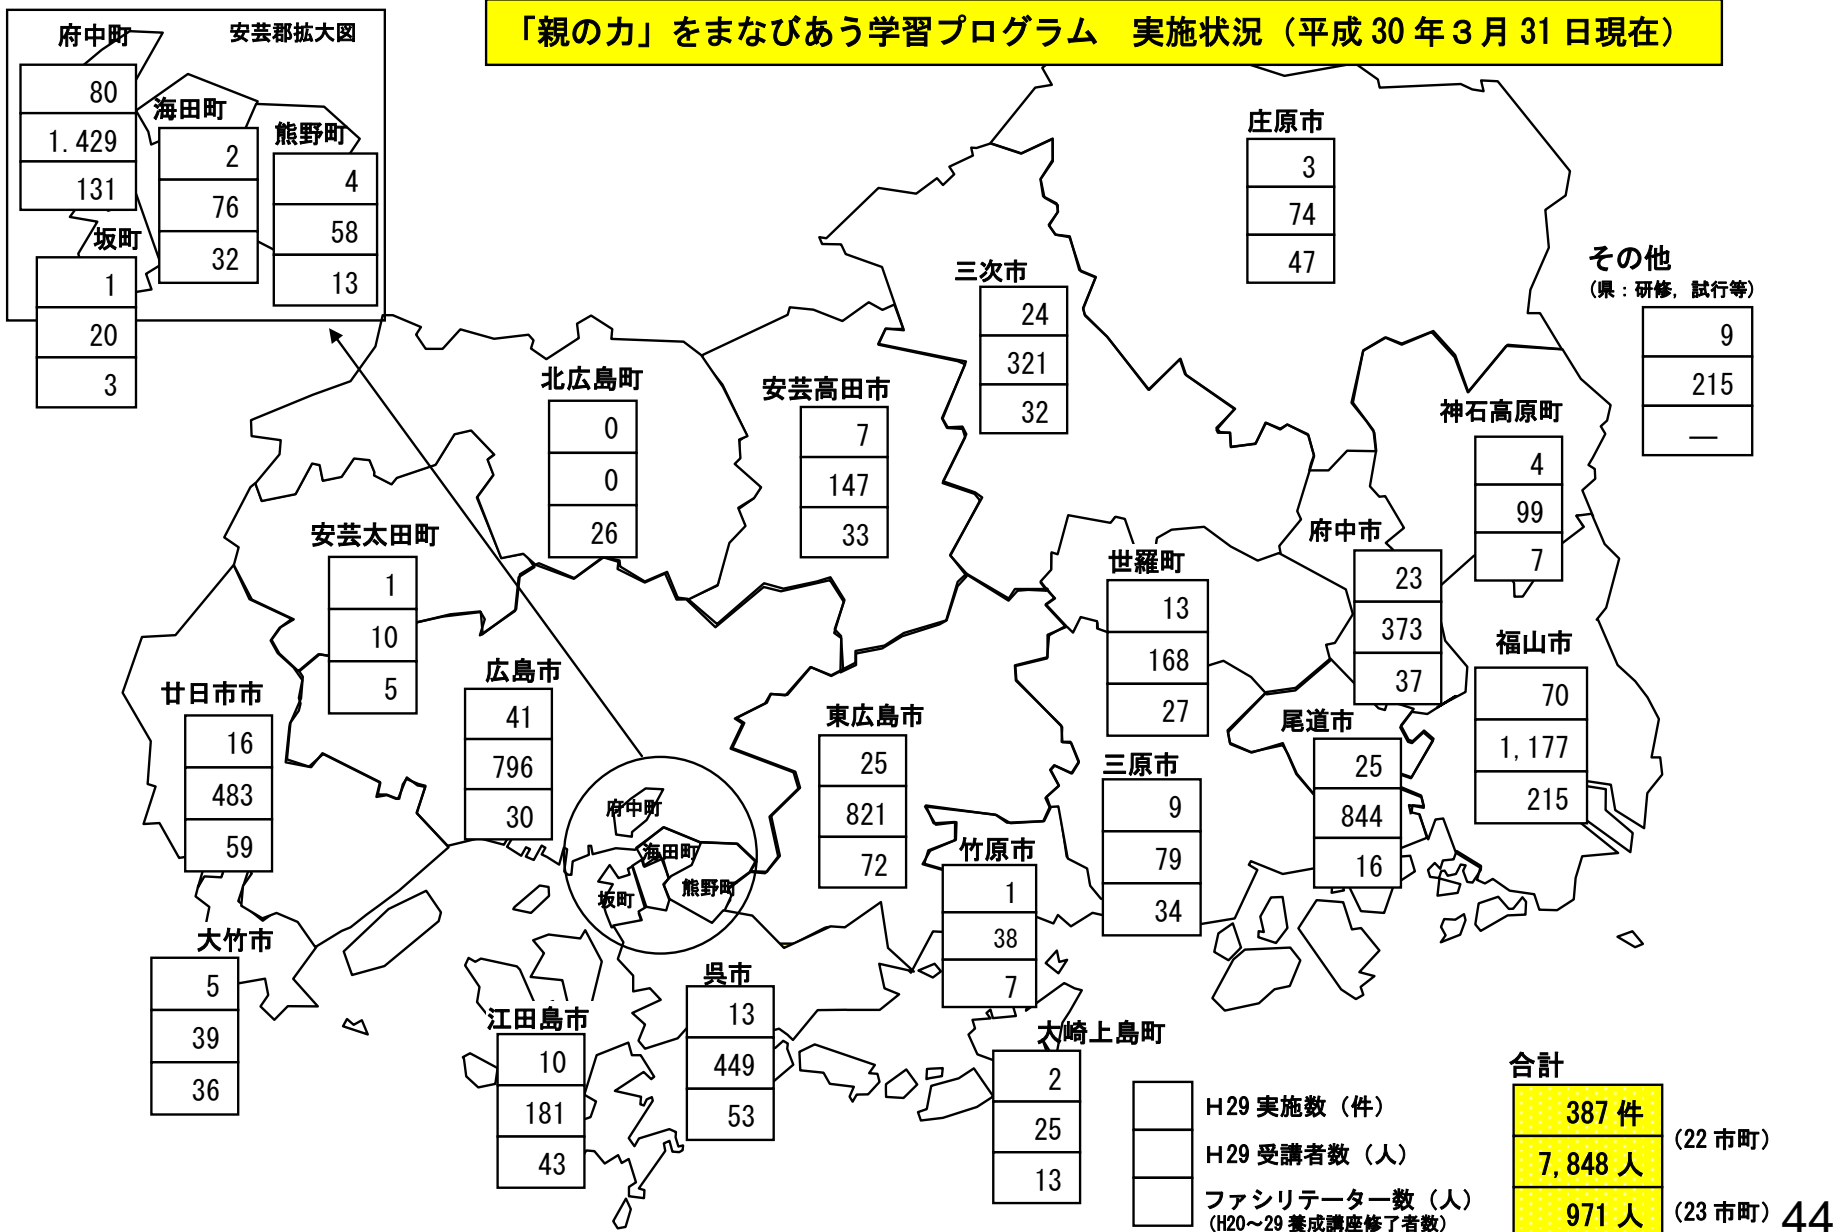 「親の力」をまなびあう学習プログラム　実施状況（平成30年３月31日現在）
安芸郡拡大図
府中町
80
1.429
131
海田町
2
76
32
熊野町
4
58
13
坂町
1
20
3
庄原市
3
74
47
三次市
24
321
32
その他
（県：研修，試行等）
9
215
―
北広島町
0
0
26
安芸高田市
7
147
33
神石高原町
4
99
7
安芸太田町
1
10
5
世羅町
13
168
27
府中市
23
373
37
福山市
70
1,177
215
廿日市市
16
483
59
広島市
41
796
30
東広島市
25
821
72
三原市
9
79
34
尾道市
25
844
16
府中町
海田町
熊野町
坂町
竹原市
1
38
7
大竹市
5
39
36
江田島市
10
181
43
呉市
13
449
53
大崎上島町
2
25
13
Ｈ29 実施数（件）
Ｈ29 受講者数（人）
ファシリテーター数（人）
（H20～29 養成講座修了者数）
合計
387 件
7,848 人
（22 市町）
971 人
（23 市町）
44